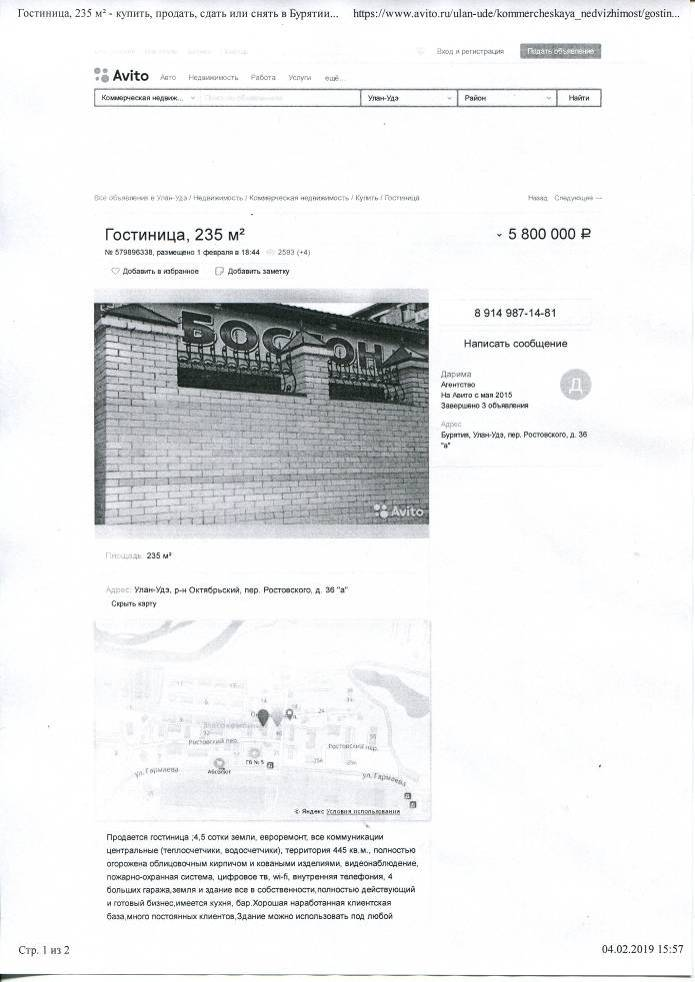 Гостиница, 235 м² - купить, продать, сдать или снять в Бурятии... https://www.avito.ru/ulan-ude/kommercheskaya_nedvizhimost/gostin...
Вход и регистрация Подать объявление
Avito Авто Недвижимость Работа Услуги ещё...
Коммерческая недвиж... Поиск по объявлениям Улан-Удэ Район Найти
Все объявления в Улан-Удэ / Недвижимость / Коммерческая недвижимость / Купить / Гостиница Назад Следующее →
Гостиница, 235 м² 5 800 000 ₽
№ 579896338, размещено 1 февраля в 18:44 2593 (+4)
Добавить в избранное Добавить заметку
БОСТОН
Avito
8 914 987-14-81
Написать сообщение
Дарима
Агентство
На Авито с мая 2015
Завершено 3 объявления
Д
Адрес
Бурятия, Улан-Удэ, пер. Ростовского, д. 36
"а"
Площадь: 235 м²
Адрес: Улан-Удэ, р-н Октябрьский, пер. Ростовского, д. 36 "а"
Скрыть карту
Ростовский пер.
Ростовский пер.
ГБ № 5
Абсолют
ул. Гармаева
ул. Гармаева
© Яндекс Условия использования
Продается гостиница ;4,5 сотки земли, евроремонт, все коммуникации
центральные (теплосчетчики, водосчетчики), территория 445 кв.м., полностью
огорожена облицовочным кирпичом и коваными изделиями, видеонаблюдение,
пожарно-охранная система, цифровое тв, wi-fi, внутренняя телефония, 4
больших гаража,земля и здание все в собственности,полностью действующий
и готовый бизнес,имеется кухня, бар.Хорошая наработанная клиентская
база,много постоянных клиентов,Здание можно использовать под любой
Стр. 1 из 2 04.02.2019 15:57